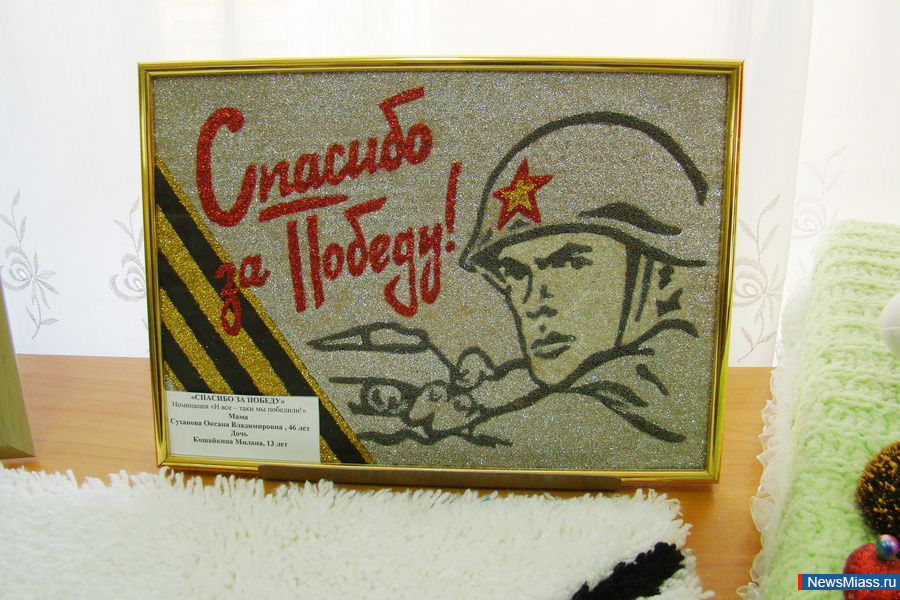 Спасибо
за Победу!
«СПАСИБО ЗА ПОБЕДУ»
Номинация «И все – таки мы победили!»
Мама
Суханова Оксана Владимировна , 46 лет
Дочь
Кошайкина Милана, 13 лет
NewsMiass.ru